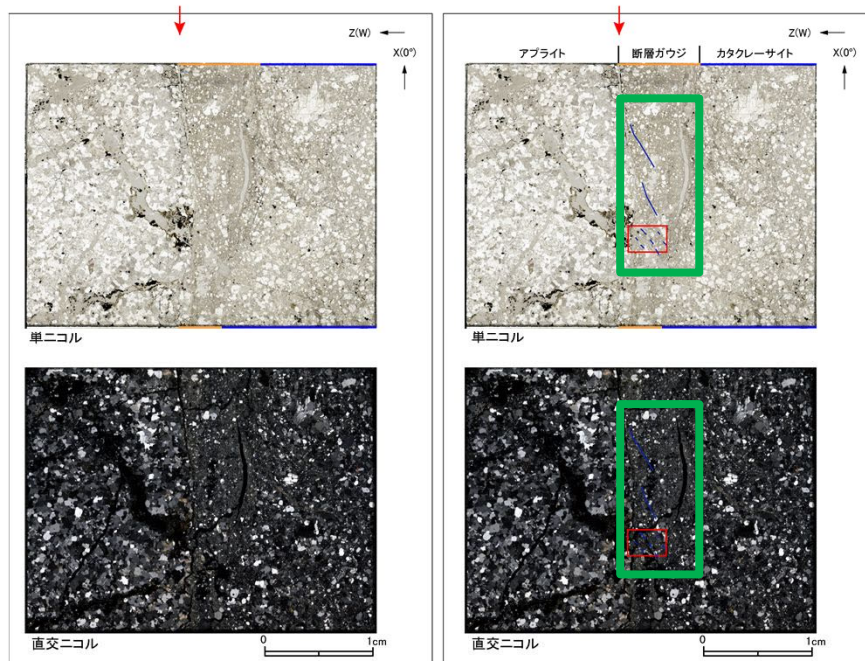 Z(W)
X(0°)
単ニコル
直交ニコル
0
1cm
Z(W)
アプライト
断層ガウジ
カタクレーサイト
X(0°)
単ニコル
直交ニコル
0
1cm